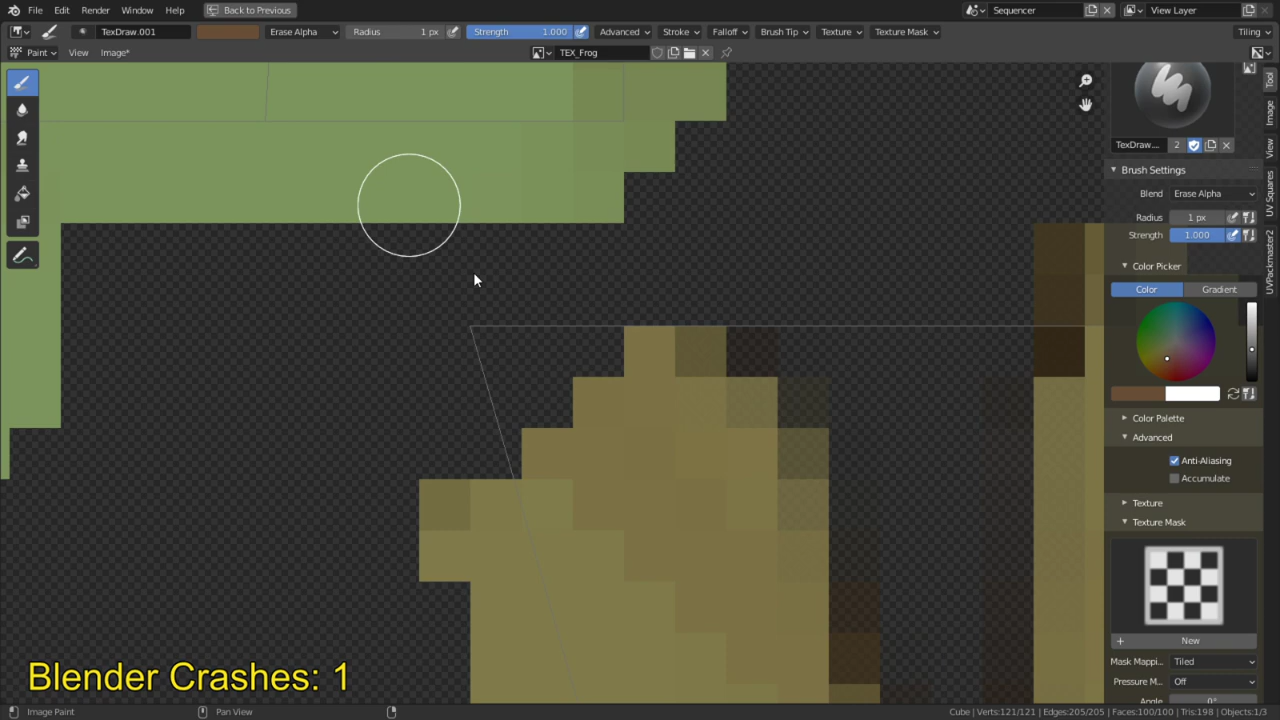 File Edit Render Window Help Back to Previous Sequencer View Layer
TexDraw.001 Erase Alpha Radius 1 px Strength 1.000 Advanced Stroke Falloff Brush Tip Texture Texture Mask Tiling
Paint View Image* TEX_Frog
Tool
Image
View
UV Squares
UVPackmaster2
TexDraw... 2
Brush Settings
Blend Erase Alpha
Radius 1 px
Strength 1.000
Color Picker
Color Gradient
Color Palette
Advanced
Anti-Aliasing
Accumulate
Texture
Texture Mask
New
Mask Mappi... Tiled
Pressure M... Off
Angle 0°
Blender Crashes: 1
Image Paint Pan View Cube | Verts:121/121 | Edges:205/205 | Faces:100/100 | Tris:198 | Objects:1/3